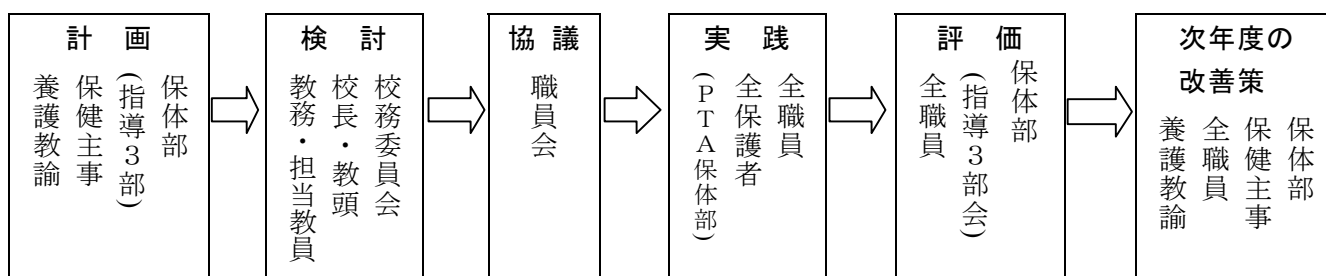 計　画
保体部
(指導３部)
保健主事
養護教諭
検　討
校務委員会
校長・教頭
教務・担当教員
協 議
職員会
実　践
全職員
全保護者
(ＰＴＡ保体部)
評　価
保体部
(指導３部会)
全職員
次年度の
改善策
保体部
保健主事
全職員
養護教諭